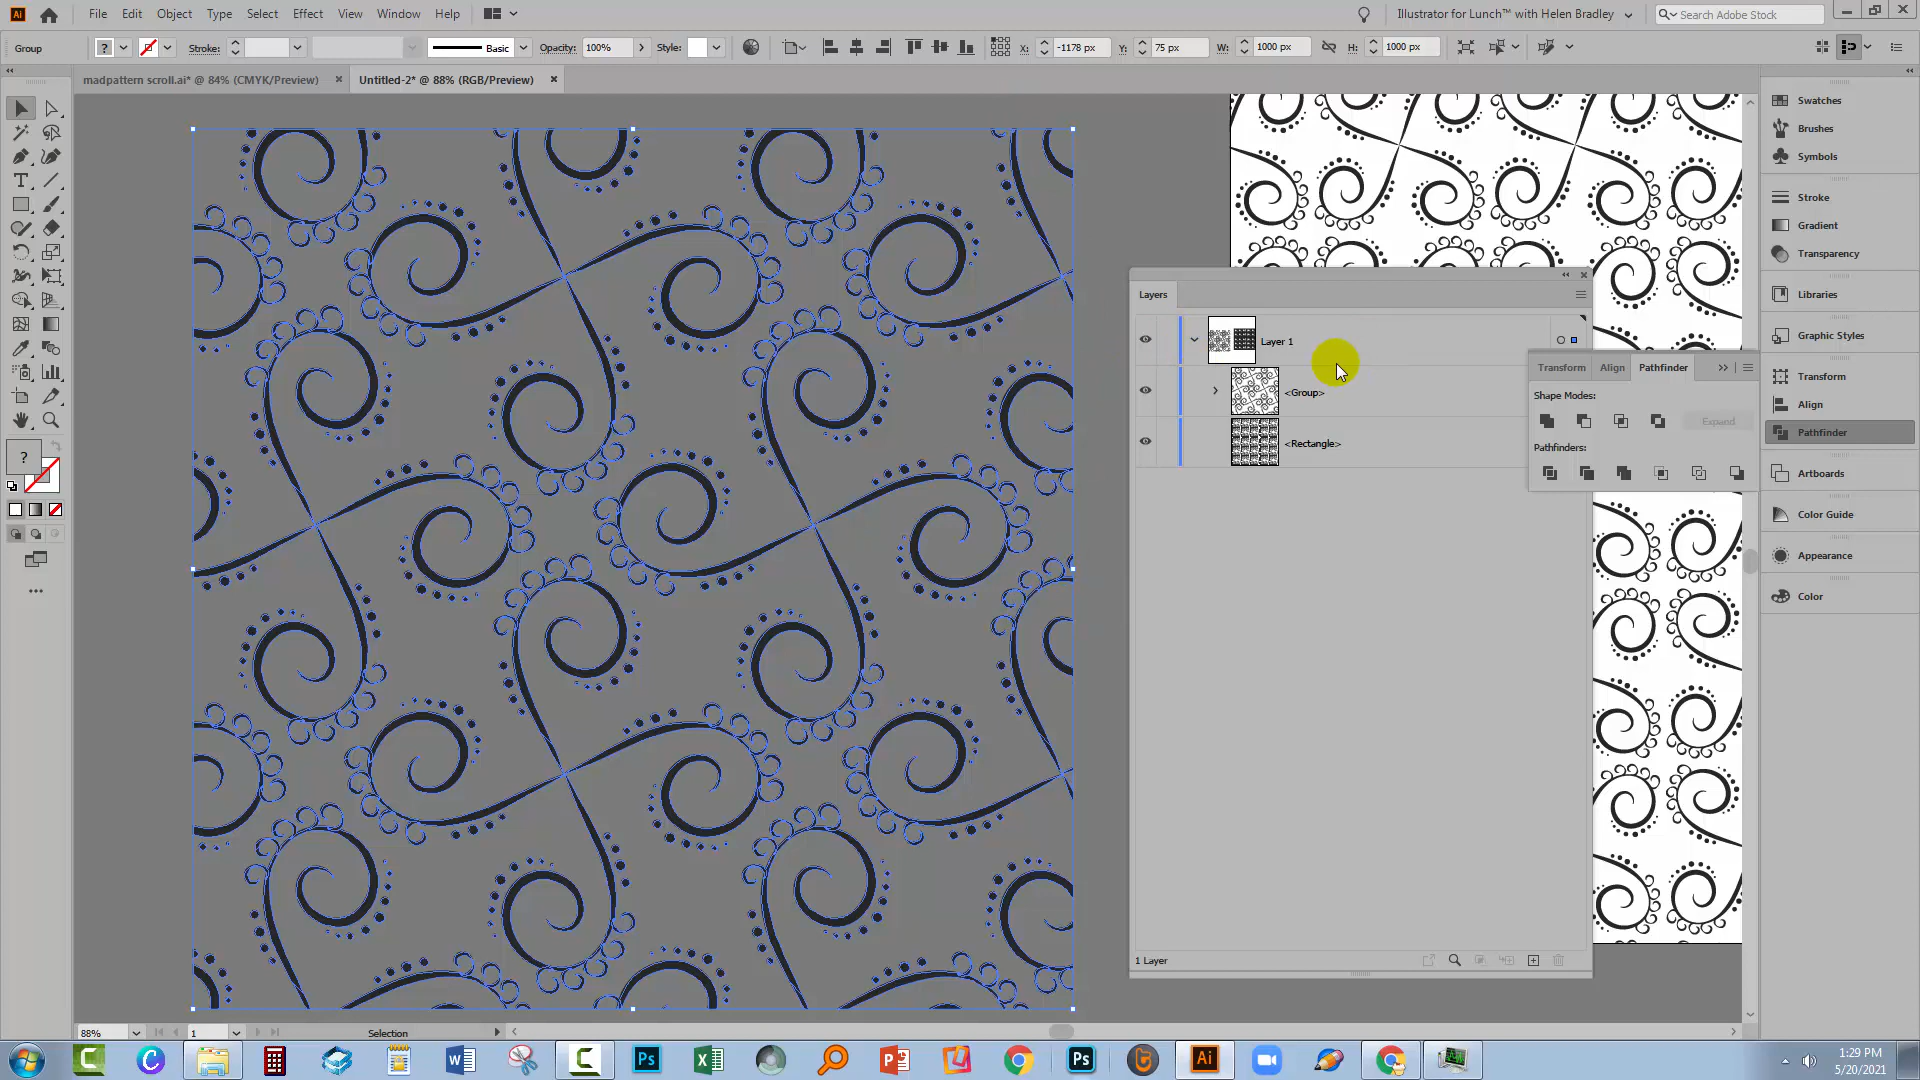 Ai File Edit Object Type Select Effect View Window Help Illustrator for Lunch™ with Helen Bradley Search Adobe Stock
Group ? Stroke: Basic Opacity: 100% Style: X: -1178 px Y: 75 px W: 1000 px H: 1000 px
madpattern scroll.ai* @ 84% (CMYK/Preview) × Untitled-2* @ 88% (RGB/Preview) ×
Swatches
Brushes
Symbols
Stroke
Gradient
Transparency
Libraries
Graphic Styles
Transform
Align
Pathfinder
Artboards
Color Guide
Appearance
Color
Layers
Layer 1
<Group>
<Rectangle>
1 Layer
Transform Align Pathfinder
Shape Modes:
Expand
Pathfinders:
?
88% 1 Selection
Ps Ps Ai
1:29 PM
5/20/2021